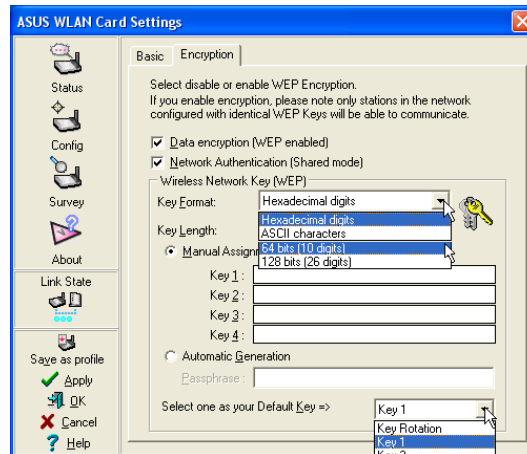 ASUS WLAN Card Settings
Status
Config
Survey
About
Link State
Save as profile
Apply
OK
Cancel
Help
Basic
Encryption
Select disable or enable WEP Encryption.
If you enable encryption, please note only stations in the network
configured with identical WEP Keys will be able to communicate.
Data encryption (WEP enabled)
Network Authentication (Shared mode)
Wireless Network Key (WEP)
Key Format: Hexadecimal digits
Hexadecimal digits
Key Length: ASCII characters
Manual 64 bits (10 digits)
128 bits (26 digits)
Key 1 :
Key 2 :
Key 3 :
Key 4 :
Automatic Generation
Passphrase :
Select one as your Default Key => Key 1
Key Rotation
Key 1